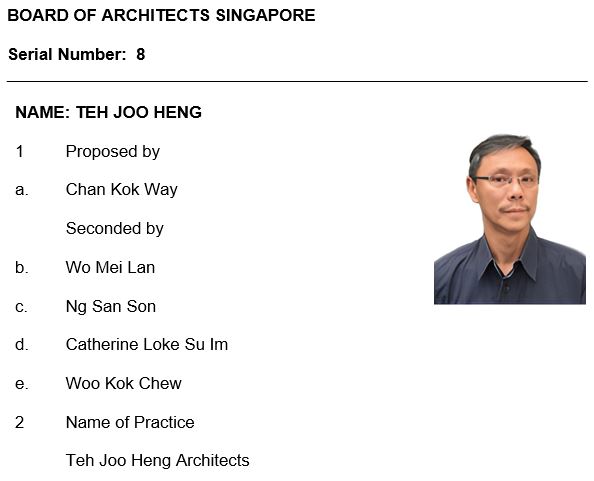 BOARD OF ARCHITECTS SINGAPORE
Serial Number: 8
NAME: TEH JOO HENG
1 Proposed by
a. Chan Kok Way
Seconded by
b. Wo Mei Lan
c. Ng San Son
d. Catherine Loke Su Im
e. Woo Kok Chew
2 Name of Practice
Teh Joo Heng Architects